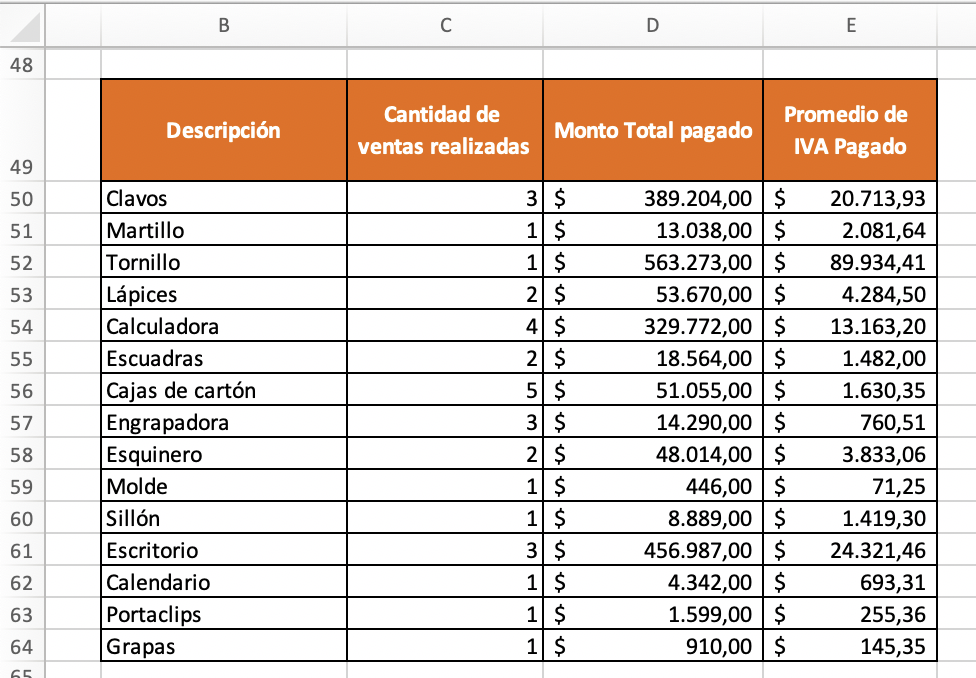 B C D E
48
49 Descripción Cantidad de ventas realizadas Monto Total pagado Promedio de IVA Pagado
50 Clavos 3 $ 389.204,00 $ 20.713,93
51 Martillo 1 $ 13.038,00 $ 2.081,64
52 Tornillo 1 $ 563.273,00 $ 89.934,41
53 Lápices 2 $ 53.670,00 $ 4.284,50
54 Calculadora 4 $ 329.772,00 $ 13.163,20
55 Escuadras 2 $ 18.564,00 $ 1.482,00
56 Cajas de cartón 5 $ 51.055,00 $ 1.630,35
57 Engrapadora 3 $ 14.290,00 $ 760,51
58 Esquinero 2 $ 48.014,00 $ 3.833,06
59 Molde 1 $ 446,00 $ 71,25
60 Sillón 1 $ 8.889,00 $ 1.419,30
61 Escritorio 3 $ 456.987,00 $ 24.321,46
62 Calendario 1 $ 4.342,00 $ 693,31
63 Portaclips 1 $ 1.599,00 $ 255,36
64 Grapas 1 $ 910,00 $ 145,35
65